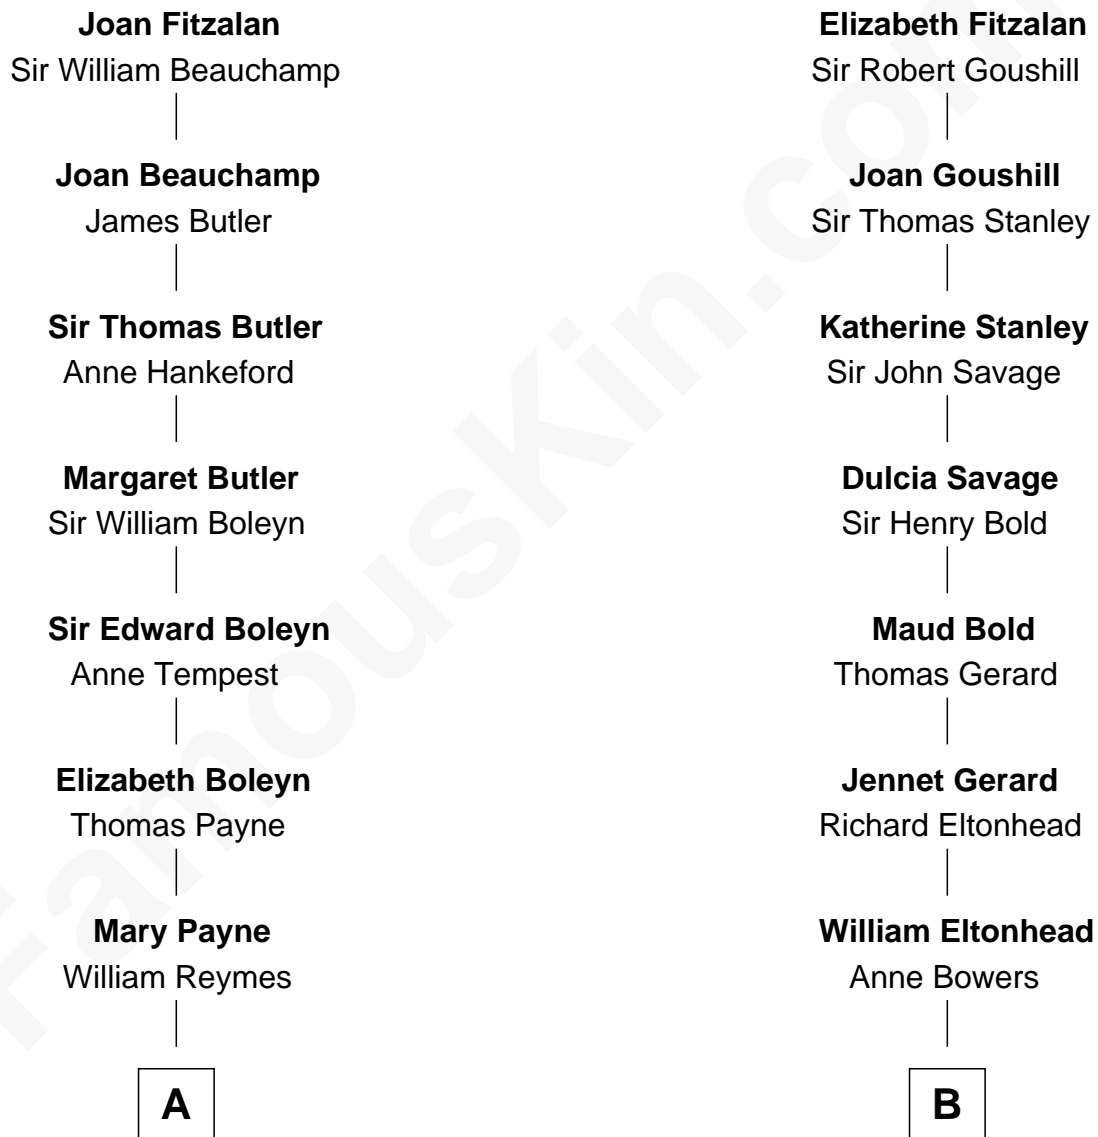 Joan Fitzalan
Sir William Beauchamp
Joan Beauchamp
James Butler
Sir Thomas Butler
Anne Hankeford
Margaret Butler
Sir William Boleyn
Sir Edward Boleyn
Anne Tempest
Elizabeth Boleyn
Thomas Payne
Mary Payne
William Reymes
A
Elizabeth Fitzalan
Sir Robert Goushill
Joan Goushill
Sir Thomas Stanley
Katherine Stanley
Sir John Savage
Dulcia Savage
Sir Henry Bold
Maud Bold
Thomas Gerard
Jennet Gerard
Richard Eltonhead
William Eltonhead
Anne Bowers
B
FamousKin.com